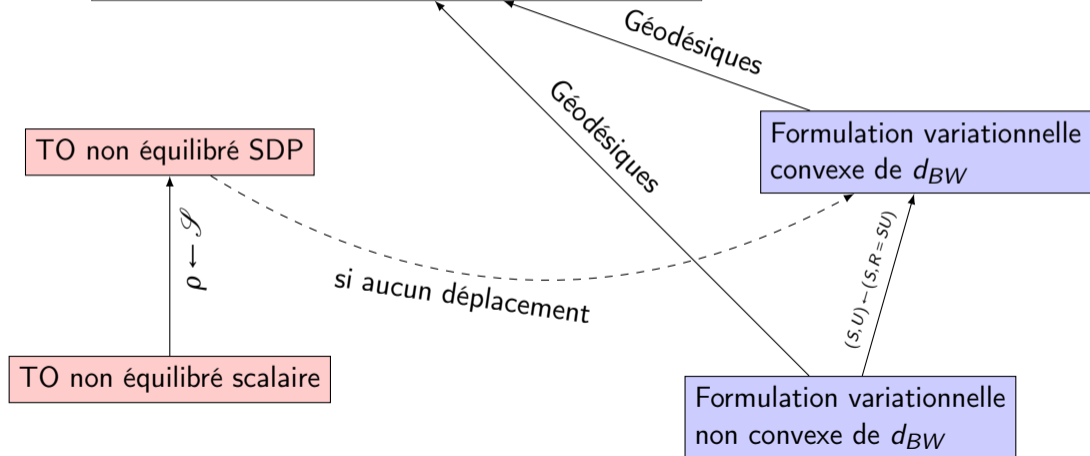 Géodésiques
Géodésiques
TO non équilibré SDP
Formulation variationnelle
convexe de d_BW
ρ ← 𝒮
si aucun déplacement
(S,U) ← (S,R = SU)
TO non équilibré scalaire
Formulation variationnelle
non convexe de d_BW